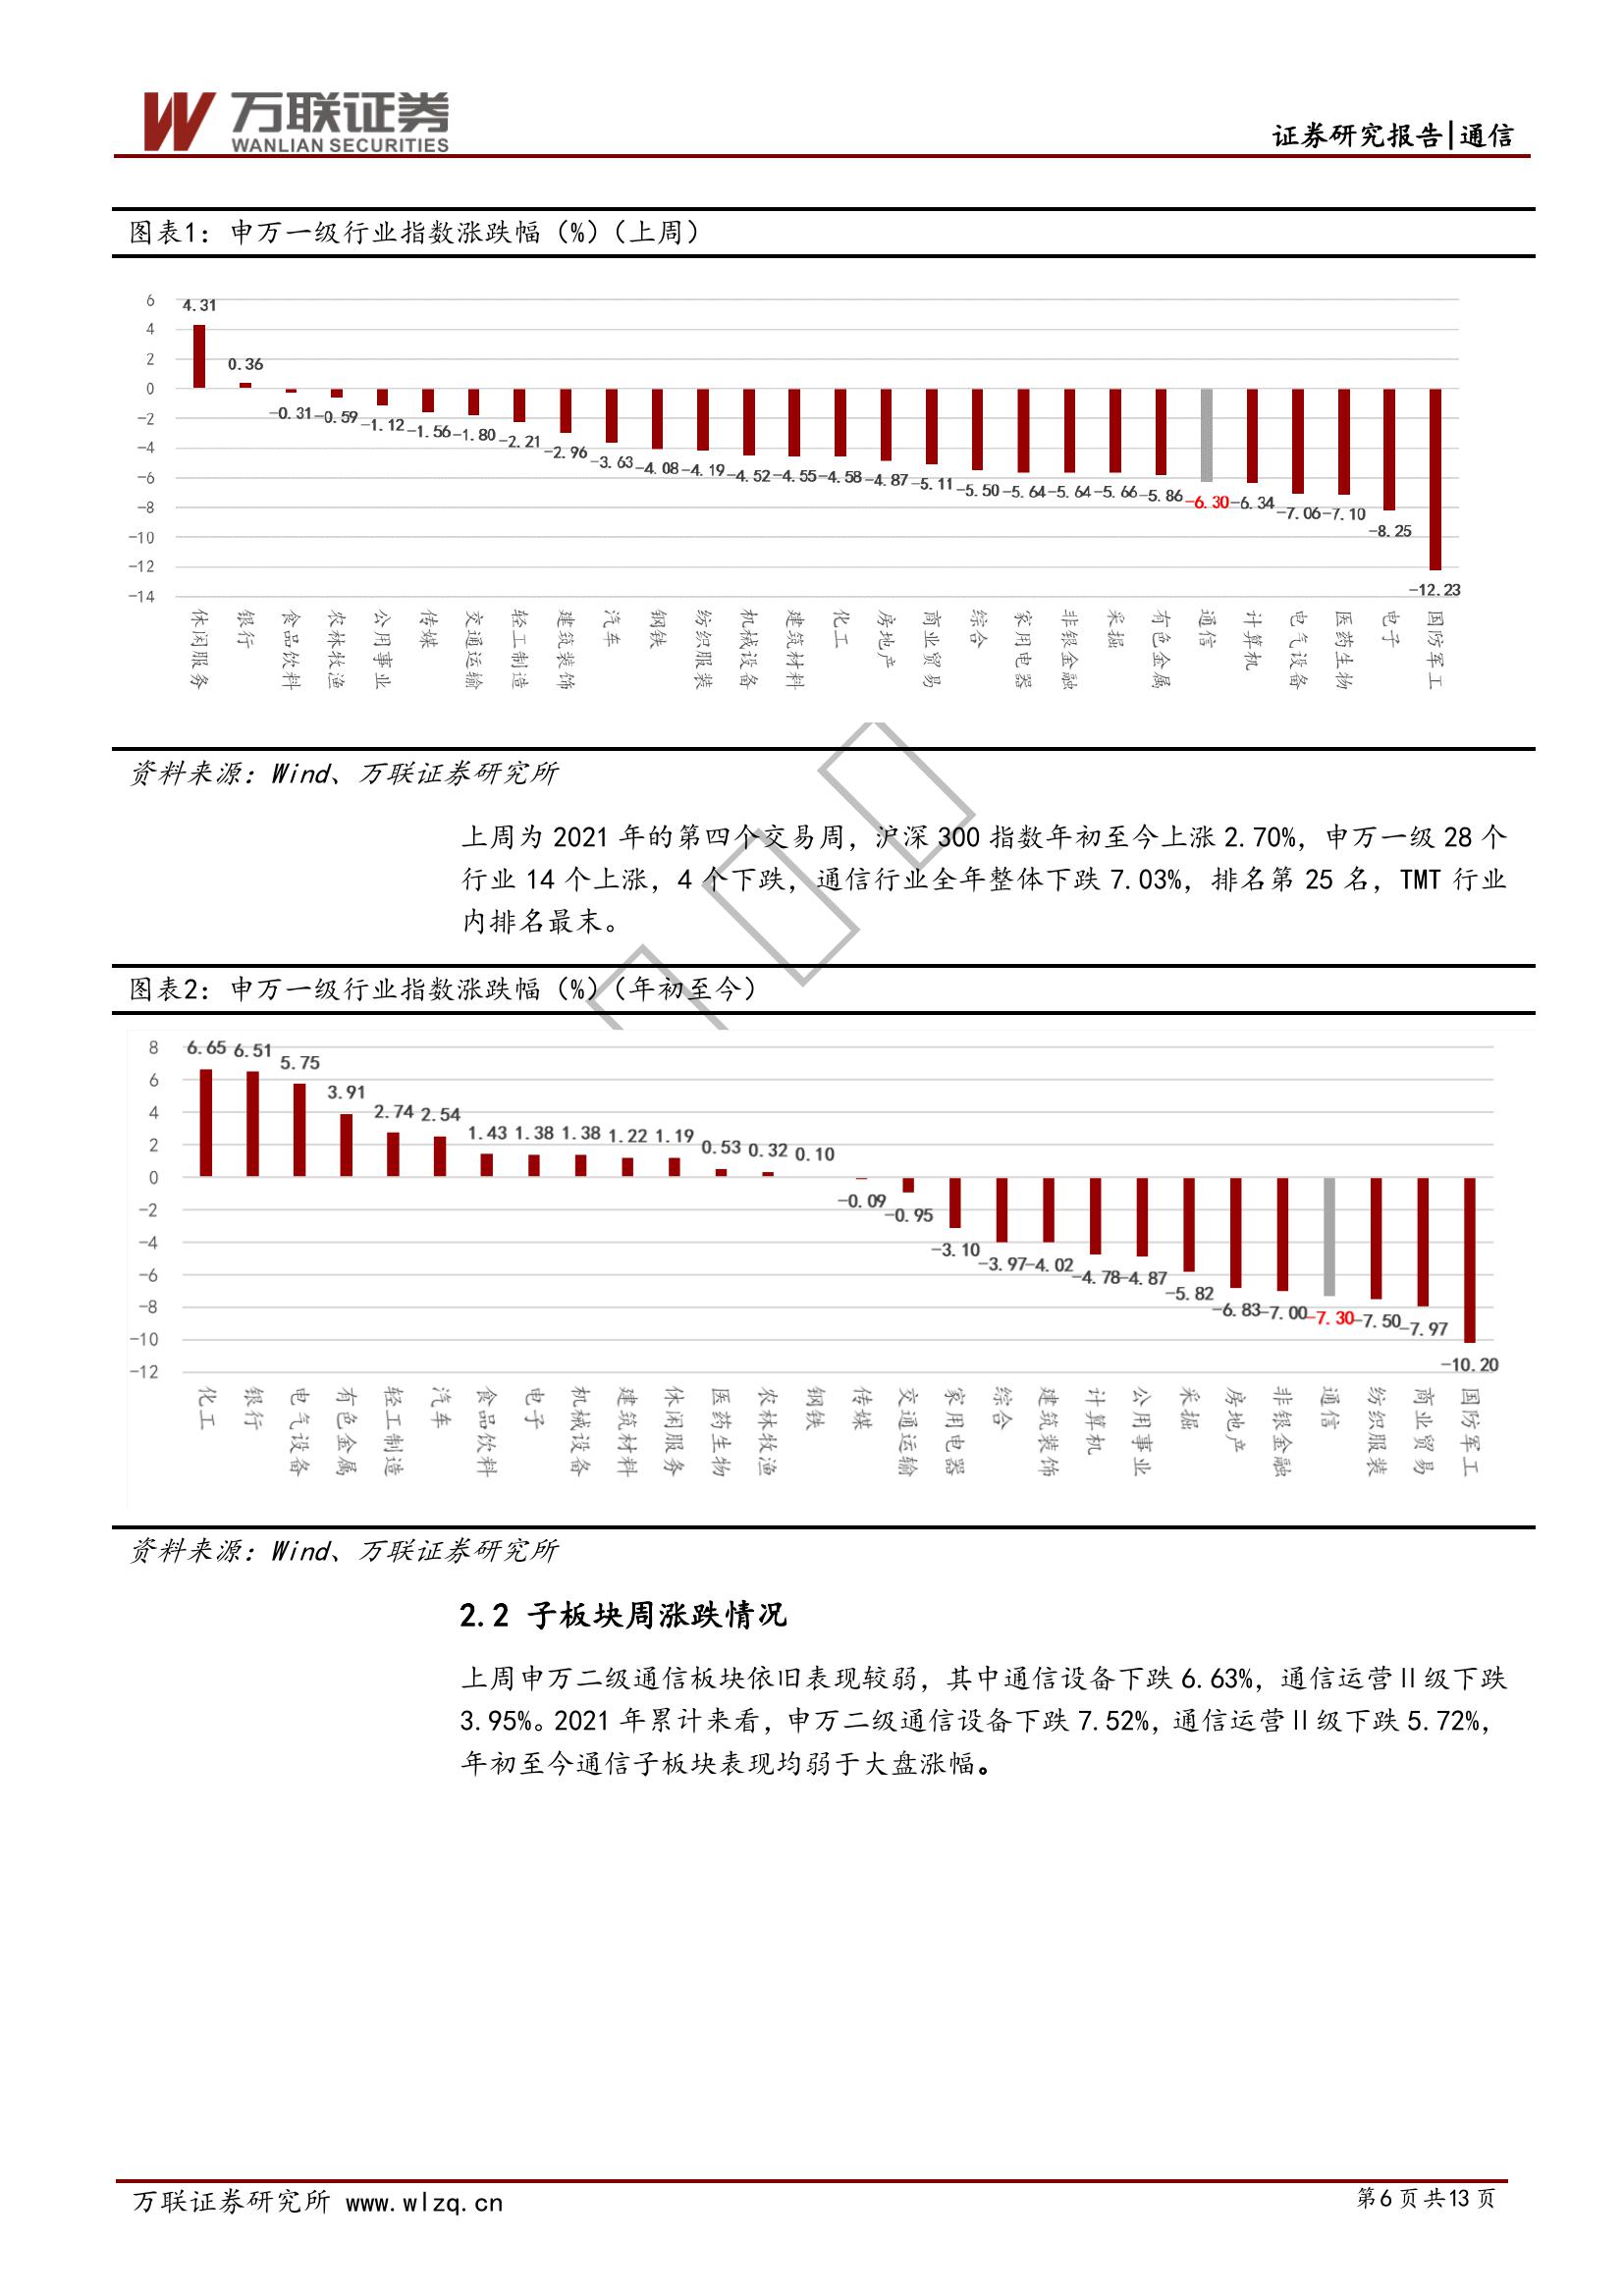 万联证券
WANLIAN SECURITIES
证券研究报告|通信
图表1：申万一级行业指数涨跌幅（%）（上周）
6
4
2
0
-2
-4
-6
-8
-10
-12
-14
4.31
0.36
-0.31
-0.59
-1.12
-1.56
-1.80
-2.21
-2.96
-3.63
-4.08
-4.19
-4.52
-4.55
-4.58
-4.87
-5.11
-5.50
-5.64
-5.64
-5.66
-5.86
-6.30
-6.34
-7.06
-7.10
-8.25
-12.23
休闲服务
银行
食品饮料
农林牧渔
公用事业
传媒
交通运输
轻工制造
建筑装饰
汽车
钢铁
纺织服装
机械设备
建筑材料
化工
房地产
商业贸易
综合
家用电器
非银金融
采掘
有色金属
通信
计算机
电气设备
医药生物
电子
国防军工
资料来源：Wind、万联证券研究所
上周为 2021 年的第四个交易周，沪深 300 指数年初至今上涨 2.70%，申万一级 28 个
行业 14 个上涨，4 个下跌，通信行业全年整体下跌 7.03%，排名第 25 名，TMT 行业
内排名最末。
图表2：申万一级行业指数涨跌幅（%）（年初至今）
8
6
4
2
0
-2
-4
-6
-8
-10
-12
6.65
6.51
5.75
3.91
2.74
2.54
1.43
1.38
1.38
1.22
1.19
0.53
0.32
0.10
-0.09
-0.95
-3.10
-3.97
-4.02
-4.78
-4.87
-5.82
-6.83
-7.00
-7.30
-7.50
-7.97
-10.20
化工
银行
电气设备
有色金属
轻工制造
汽车
食品饮料
电子
机械设备
建筑材料
休闲服务
医药生物
农林牧渔
钢铁
传媒
交通运输
家用电器
综合
建筑装饰
计算机
公用事业
采掘
房地产
非银金融
通信
纺织服装
商业贸易
国防军工
资料来源：Wind、万联证券研究所
2.2 子板块周涨跌情况
上周申万二级通信板块依旧表现较弱，其中通信设备下跌 6.63%，通信运营Ⅱ级下跌
3.95%。2021 年累计来看，申万二级通信设备下跌 7.52%，通信运营Ⅱ级下跌 5.72%，
年初至今通信子板块表现均弱于大盘涨幅。
万联证券研究所 www.wlzq.cn
第 6 页 共 13 页